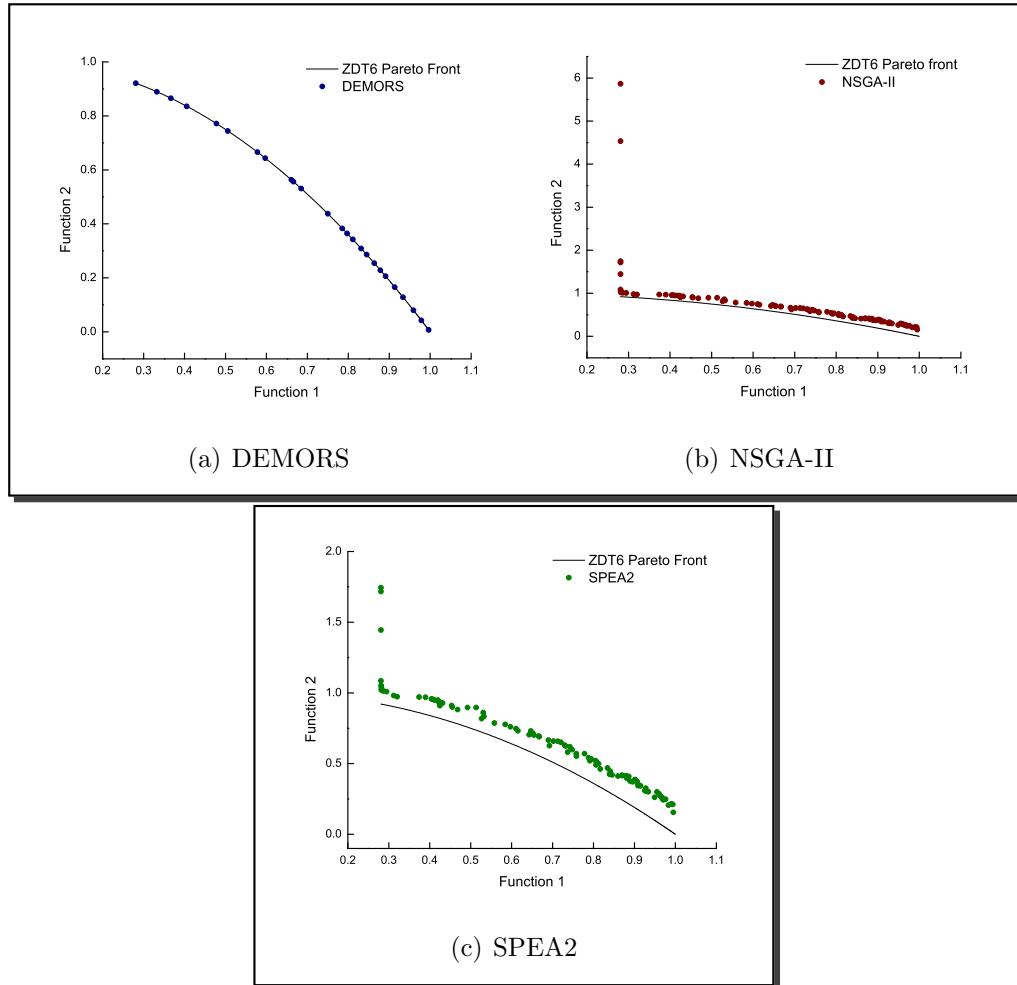 ZDT6 Pareto Front
DEMORS
1.0
0.8
0.6
0.4
0.2
0.0
Function 2
0.2 0.3 0.4 0.5 0.6 0.7 0.8 0.9 1.0 1.1
Function 1
(a) DEMORS
ZDT6 Pareto front
NSGA-II
6
5
4
3
2
1
0
Function 2
0.2 0.3 0.4 0.5 0.6 0.7 0.8 0.9 1.0 1.1
Function 1
(b) NSGA-II
ZDT6 Pareto Front
SPEA2
2.0
1.5
1.0
0.5
0.0
Function 2
0.2 0.3 0.4 0.5 0.6 0.7 0.8 0.9 1.0 1.1
Function 1
(c) SPEA2